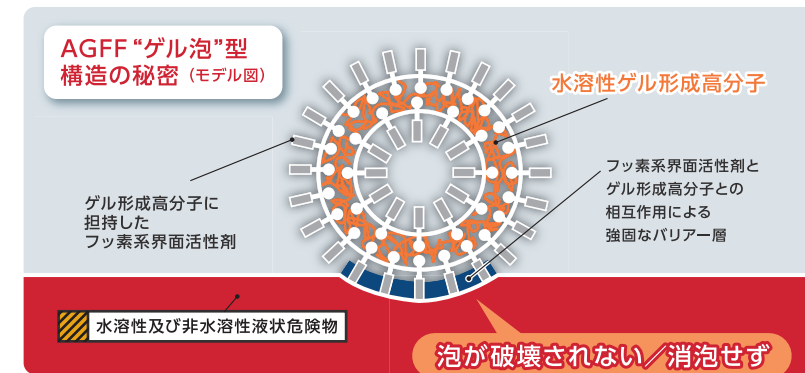 AGFF“ゲル泡”型
構造の秘密（モデル図）
水溶性ゲル形成高分子
ゲル形成高分子に
担持した
フッ素系界面活性剤
フッ素系界面活性剤と
ゲル形成高分子との
相互作用による
強固なバリアー層
水溶性及び非水溶性液状危険物
泡が破壊されない／消泡せず